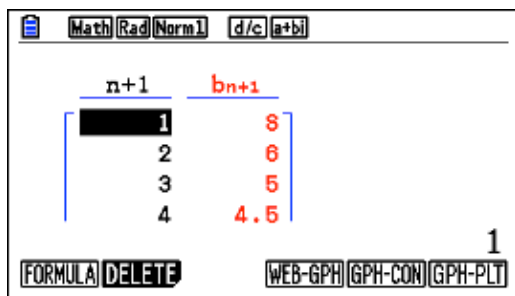 Math Rad Norm1 d/c a+bi
n+1 bn+1
1 8
2 6
3 5
4 4.5
1
FORMULA DELETE WEB-GPH GPH-CON GPH-PLT